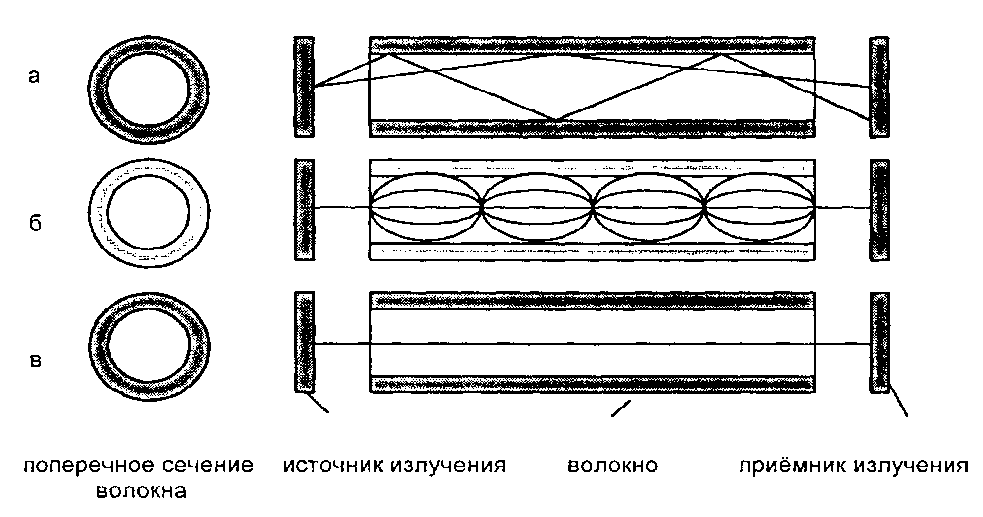 а
б
в
поперечное сечение волокна
источник излучения
волокно
приёмник излучения